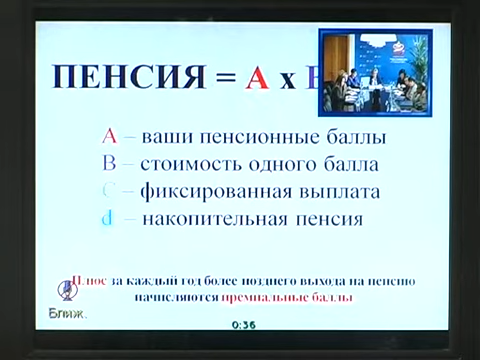 ПЕНСИЯ = А х В
А – ваши пенсионные баллы
В – стоимость одного балла
С – фиксированная выплата
d – накопительная пенсия
Плюс за каждый год более позднего выхода на пенсию
начисляются премиальные баллы
Ближ.
0:36